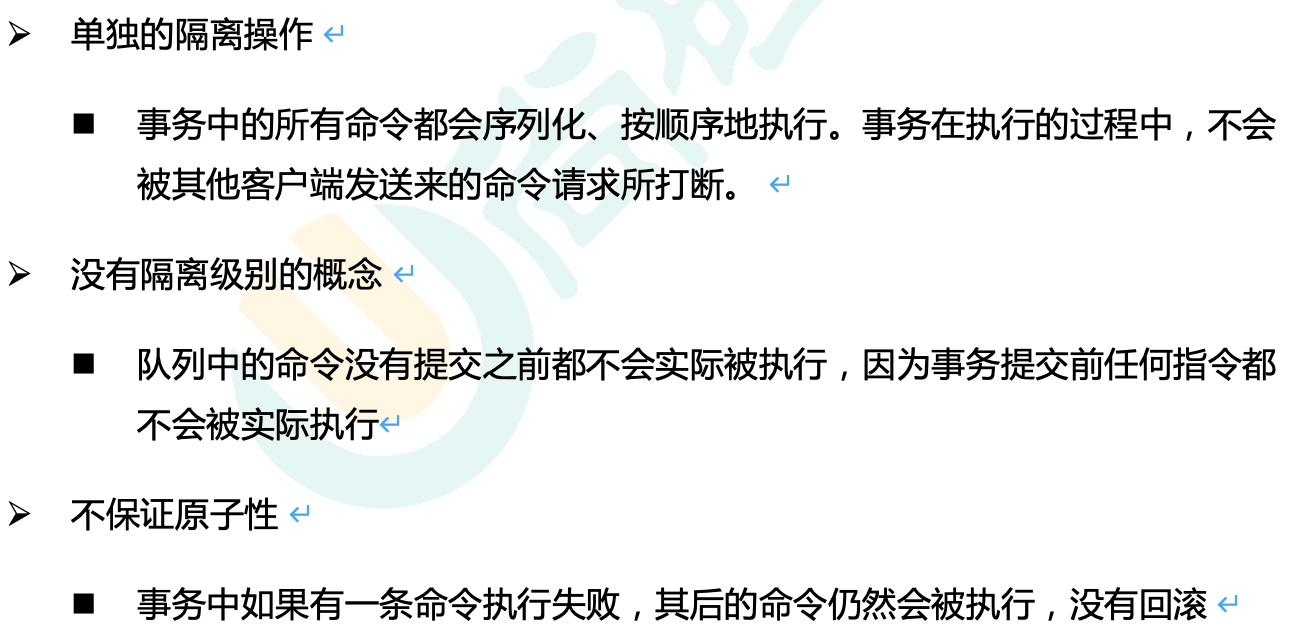 ➢ 单独的隔离操作 ↵
■ 事务中的所有命令都会序列化、按顺序地执行。事务在执行的过程中，不会
被其他客户端发送来的命令请求所打断。 ↵
➢ 没有隔离级别的概念 ↵
■ 队列中的命令没有提交之前都不会实际被执行，因为事务提交前任何指令都
不会被实际执行↵
➢ 不保证原子性 ↵
■ 事务中如果有一条命令执行失败，其后的命令仍然会被执行，没有回滚 ↵